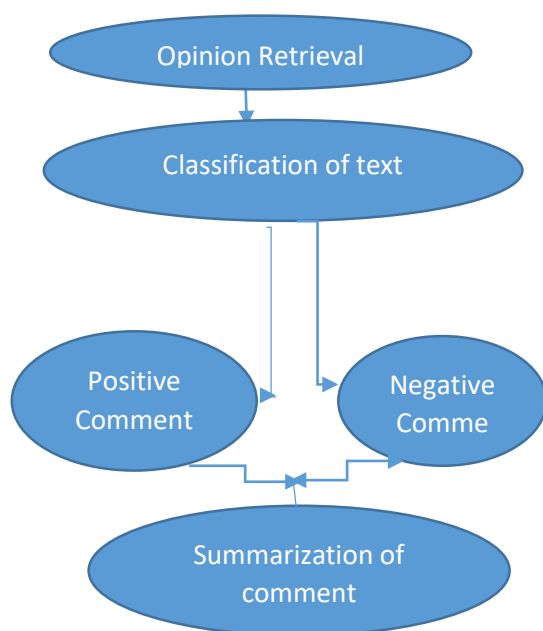 Opinion Retrieval
Classification of text
Positive
Comment
Negative
Comme
Summarization of
comment